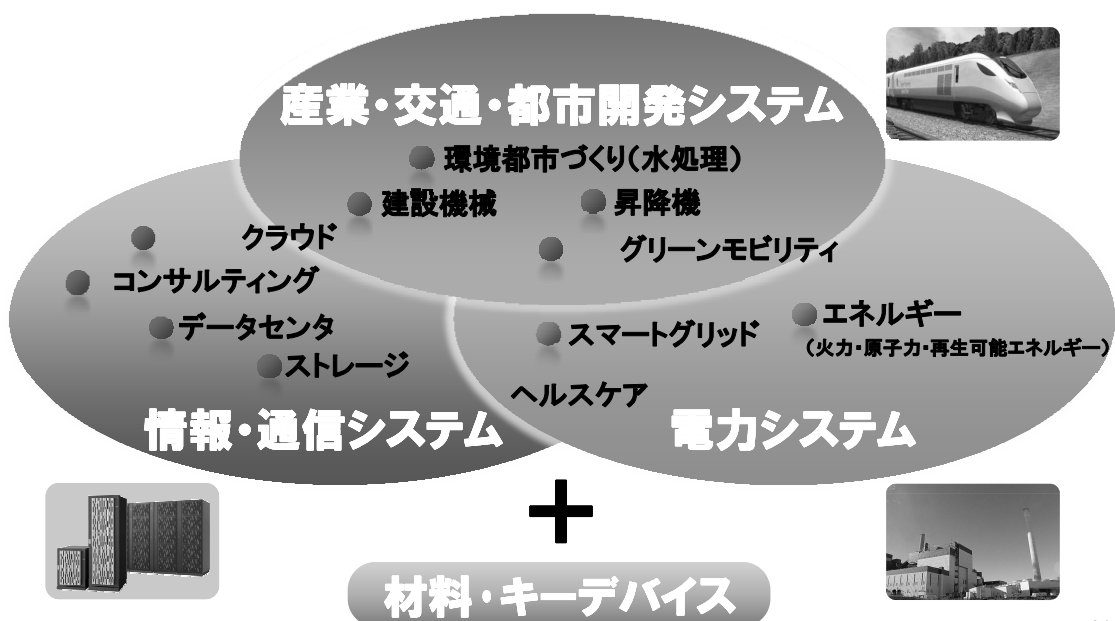 産業・交通・都市開発システム
環境都市づくり(水処理)
建設機械
昇降機
クラウド
グリーンモビリティ
コンサルティング
データセンタ
スマートグリッド
エネルギー
(火力・原子力・再生可能エネルギー)
ストレージ
ヘルスケア
情報・通信システム
電力システム
+
材料・キーデバイス